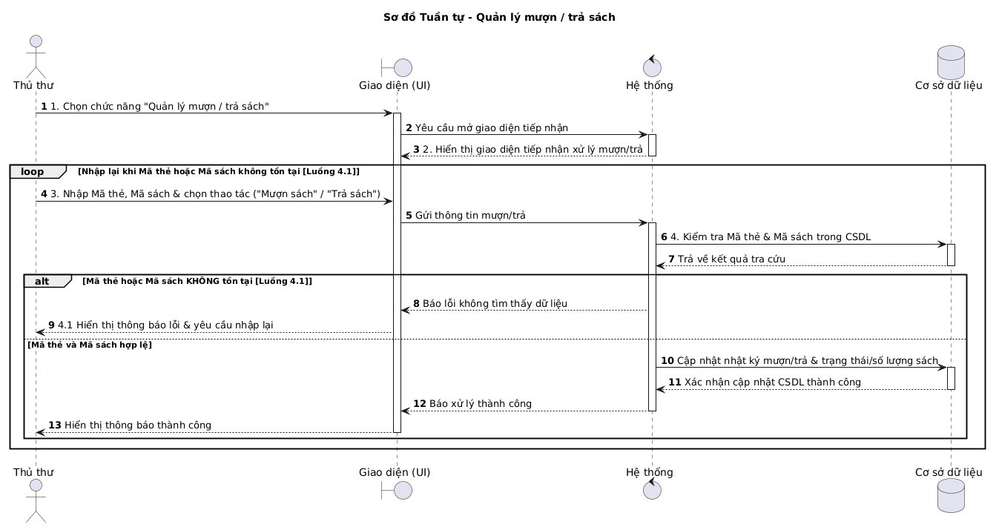 Sơ đồ Tuần tự - Quản lý mượn / trả sách
Thủ thư
Giao diện (UI)
Hệ thống
Cơ sở dữ liệu
1 1. Chọn chức năng "Quản lý mượn / trả sách"
2 Yêu cầu mở giao diện tiếp nhận
3 2. Hiển thị giao diện tiếp nhận xử lý mượn/trả
loop [Nhập lại khi Mã thẻ hoặc Mã sách không tồn tại [Luồng 4.1]]
4 3. Nhập Mã thẻ, Mã sách & chọn thao tác ("Mượn sách" / "Trả sách")
5 Gửi thông tin mượn/trả
6 4. Kiểm tra Mã thẻ & Mã sách trong CSDL
7 Trả về kết quả tra cứu
alt [Mã thẻ hoặc Mã sách KHÔNG tồn tại [Luồng 4.1]]
8 Báo lỗi không tìm thấy dữ liệu
9 4.1 Hiển thị thông báo lỗi & yêu cầu nhập lại
[Mã thẻ và Mã sách hợp lệ]
10 Cập nhật nhật ký mượn/trả & trạng thái/số lượng sách
11 Xác nhận cập nhật CSDL thành công
12 Báo xử lý thành công
13 Hiển thị thông báo thành công
Thủ thư
Giao diện (UI)
Hệ thống
Cơ sở dữ liệu